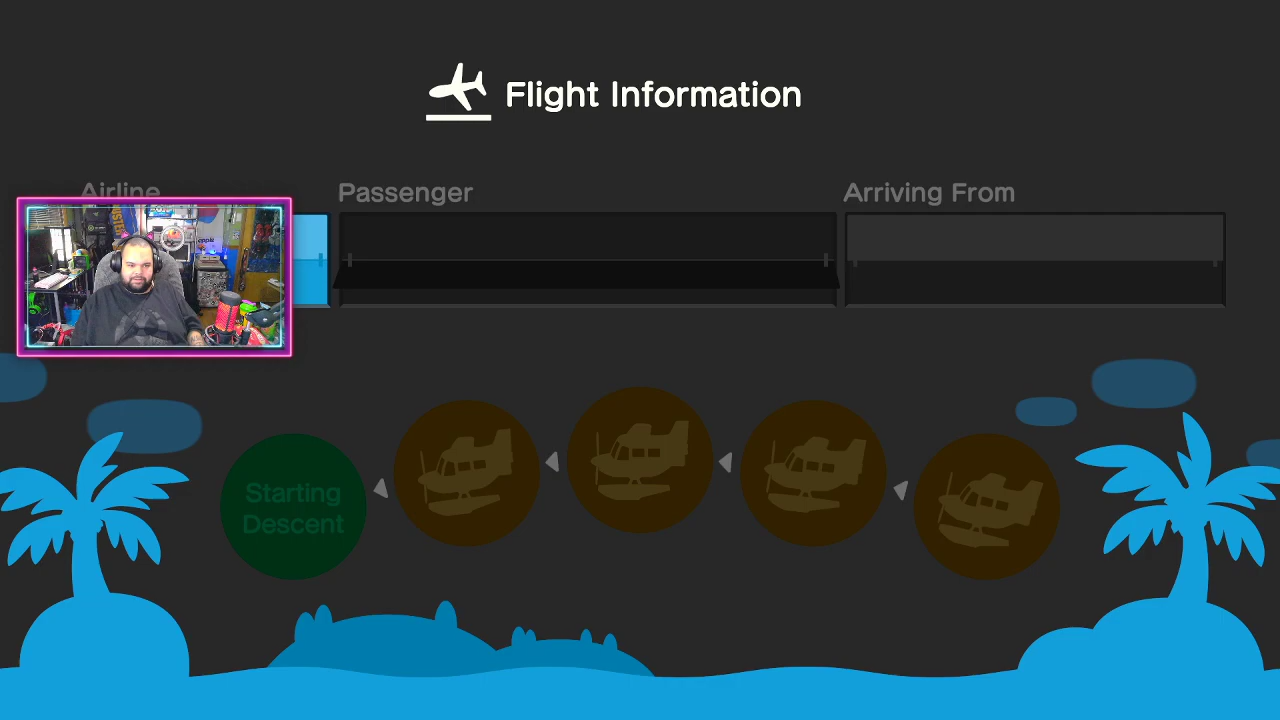 Flight Information
Airline
Passenger
Arriving From
Starting
Descent